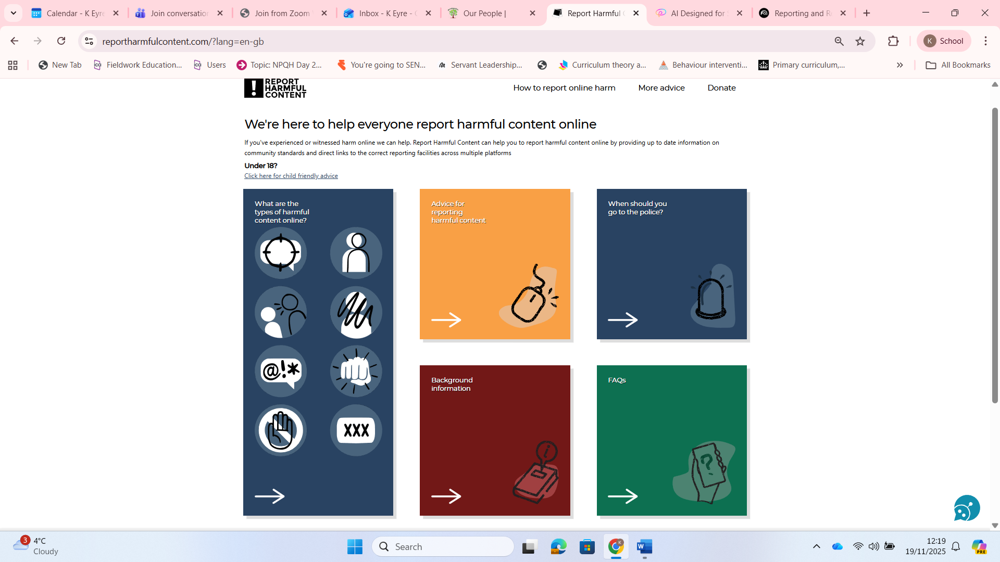 Calendar - K Eyre
Join conversation
Join from Zoom
Inbox - K Eyre -
Our People |
Report Harmful
AI Designed for
Reporting and
reportharmfulcontent.com/?lang=en-gb
K School
New Tab
Fieldwork Education...
Users
Topic: NPQH Day 2...
You're going to SEN...
Servant Leadership...
Curriculum theory a...
Behaviour interventi...
Primary curriculum,...
All Bookmarks
REPORT
HARMFUL
CONTENT
How to report online harm
More advice
Donate
We're here to help everyone report harmful content online
If you've experienced or witnessed harm online we can help. Report Harmful Content can help you to report harmful content online by providing up to date information on
community standards and direct links to the correct reporting facilities across multiple platforms
Under 18?
Click here for child friendly advice
What are the
types of harmful
content online?
@!*
XXX
Advice for
reporting
harmful content
When should you
go to the police?
Background
information
i
FAQs
?
3
4°C
Cloudy
Search
K
W
12:19
19/11/2025
PRE